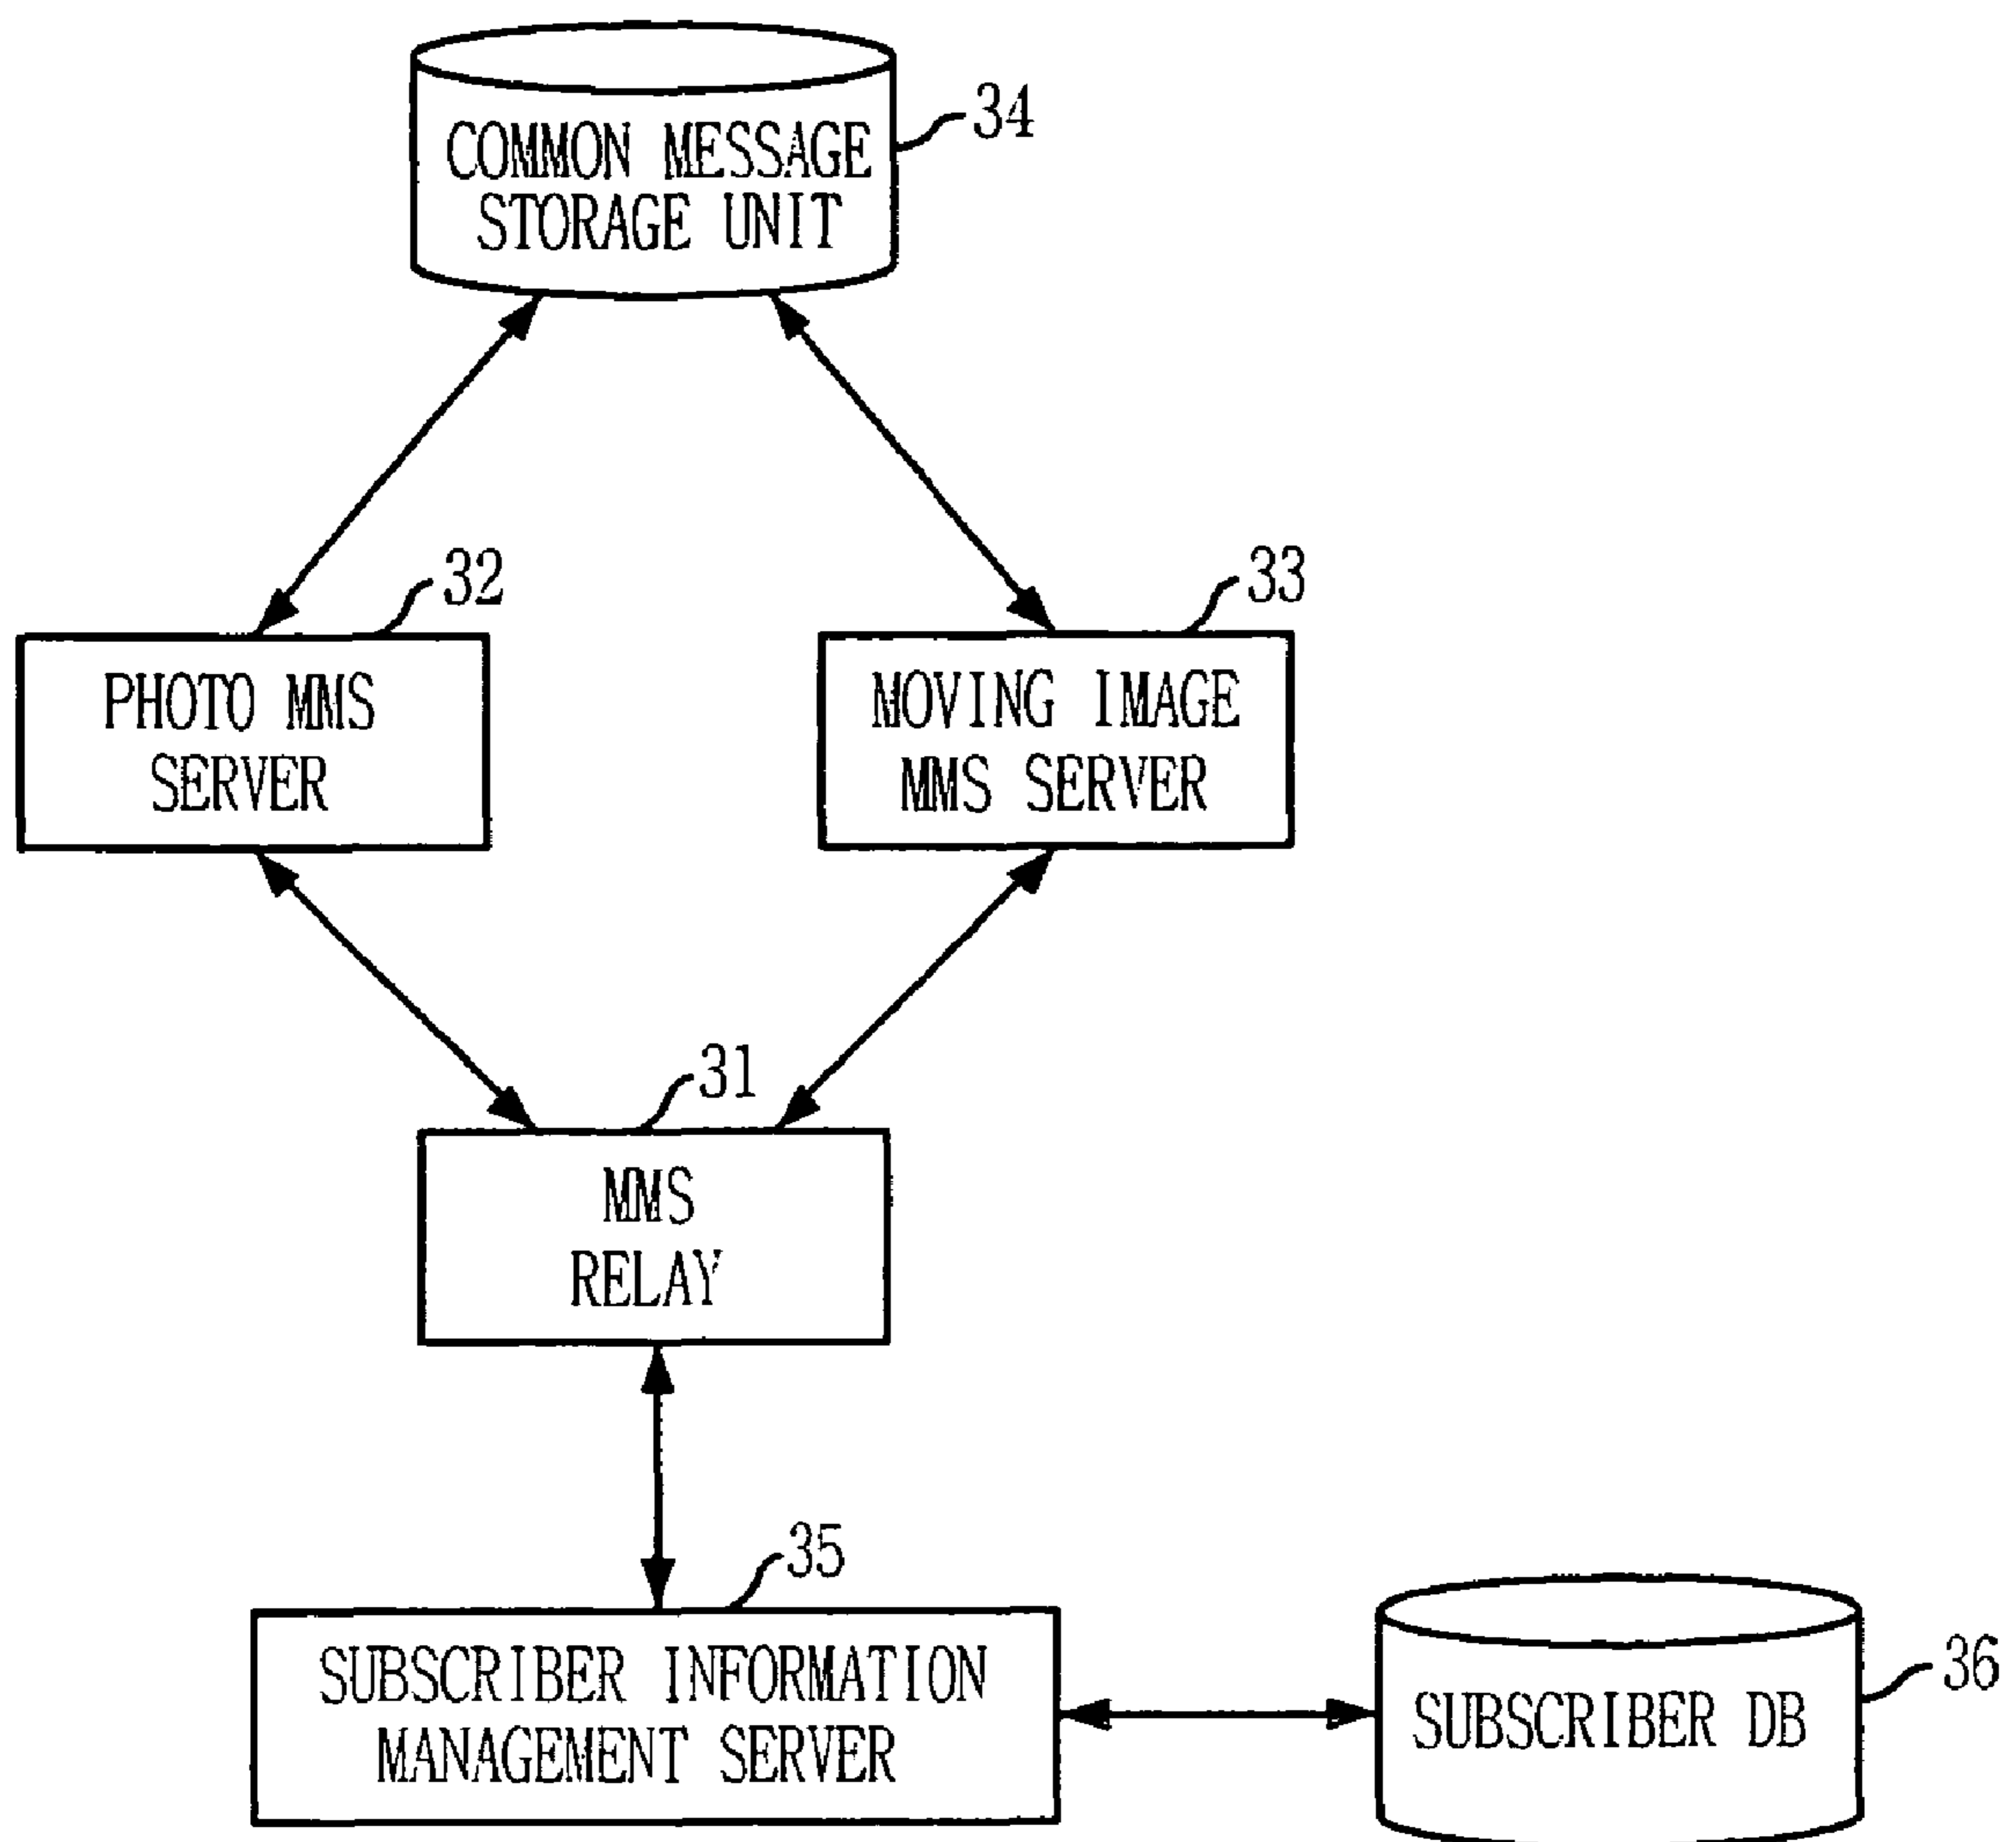 COMMON MESSAGE
STORAGE UNIT
34
32
33
PHOTO MMS
SERVER
MOVING IMAGE
MMS SERVER
31
MMS
RELAY
35
SUBSCRIBER INFORMATION
MANAGEMENT SERVER
36
SUBSCRIBER DB